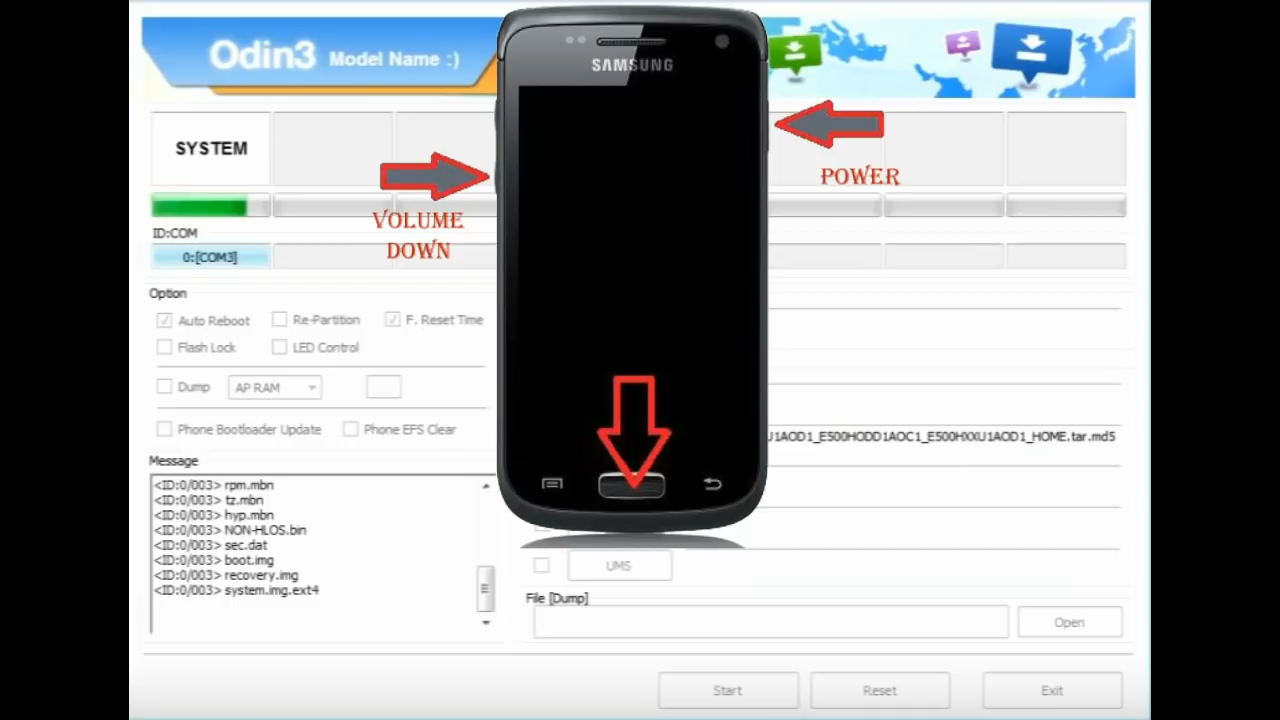 Odin3 Model Name :)
SAMSUNG
SYSTEM
POWER
VOLUME
DOWN
ID:COM
0:[COM3]
Option
Auto Reboot
Re-Partition
F. Reset Time
Flash Lock
LED Control
Dump
AP RAM
Phone Bootloader Update
Phone EFS Clear
J1AOD1_E500HODD1AOC1_E500HXXU1AOD1_HOME.tar.md5
Message
<ID:0/003> rpm.mbn
<ID:0/003> tz.mbn
<ID:0/003> hyp.mbn
<ID:0/003> NON-HLOS.bin
<ID:0/003> sec.dat
<ID:0/003> boot.img
<ID:0/003> recovery.img
<ID:0/003> system.img.ext4
UMS
File [Dump]
Open
Start
Reset
Exit